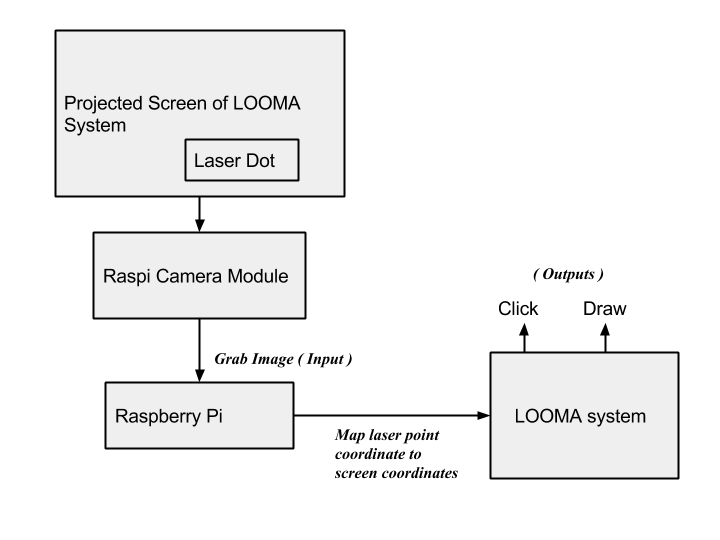 Projected Screen of LOOMA
System
Laser Dot
Raspi Camera Module
Grab Image ( Input )
Raspberry Pi
Map laser point
coordinate to
screen coordinates
( Outputs )
Click
Draw
LOOMA system